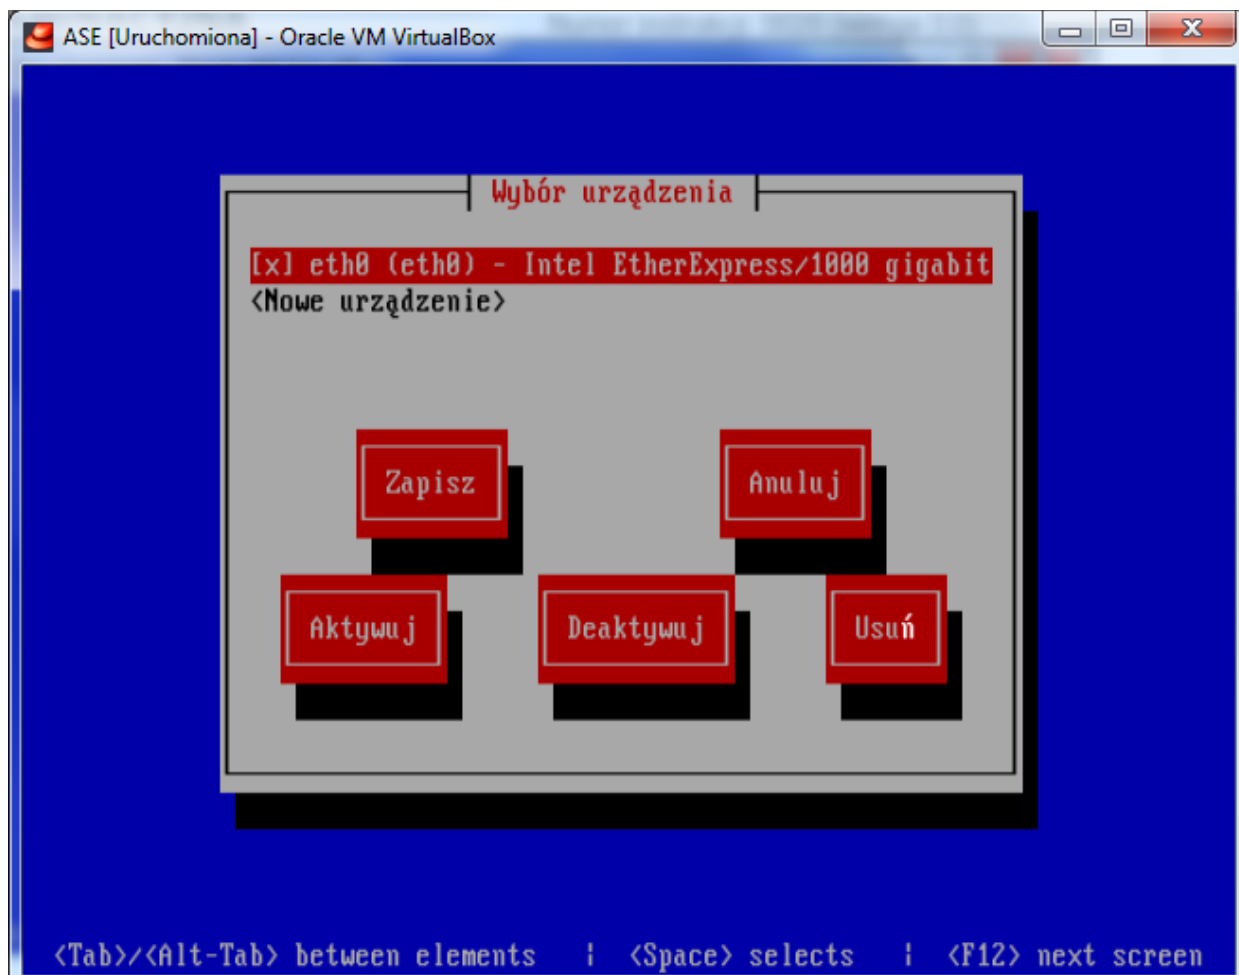 ASE [Uruchomiona] - Oracle VM VirtualBox
Wybór urządzenia
[x] eth0 (eth0) - Intel EtherExpress/1000 gigabit
<Nowe urządzenie>
Zapisz Anuluj
Aktywuj Deaktywuj Usuń
<Tab>/<Alt-Tab> between elements | <Space> selects | <F12> next screen